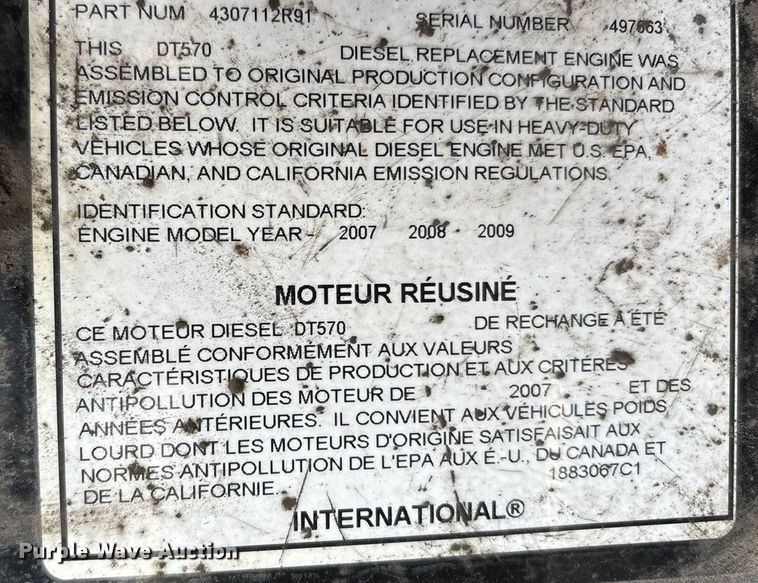 PART NUM 4307112R91 SERIAL NUMBER 497663
THIS DT570 DIESEL REPLACEMENT ENGINE WAS
ASSEMBLED TO ORIGINAL PRODUCTION CONFIGURATION AND
EMISSION CONTROL CRITERIA IDENTIFIED BY THE STANDARD
LISTED BELOW. IT IS SUITABLE FOR USE IN HEAVY-DUTY
VEHICLES WHOSE ORIGINAL DIESEL ENGINE MET U.S. EPA,
CANADIAN, AND CALIFORNIA EMISSION REGULATIONS.
IDENTIFICATION STANDARD:
ENGINE MODEL YEAR - 2007 2008 2009
MOTEUR RÉUSINÉ
CE MOTEUR DIESEL DT570 DE RECHANGE A ÉTÉ
ASSEMBLÉ CONFORMÉMENT AUX VALEURS
CARACTÉRISTIQUES DE PRODUCTION ET AUX CRITÉRES
ANTIPOLLUTION DES MOTEUR DE 2007 ET DES
ANNÉES ANTÉRIEURES. IL CONVIENT AUX VÉHICULES POIDS
LOURD DONT LES MOTEURS D'ORIGINE SATISFAISAIT AUX
NORMES ANTIPOLLUTION DE L'EPA AUX É.-U., DU CANADA ET
DE LA CALIFORNIE. 1883067C1
INTERNATIONAL®
Purple Wave Auction